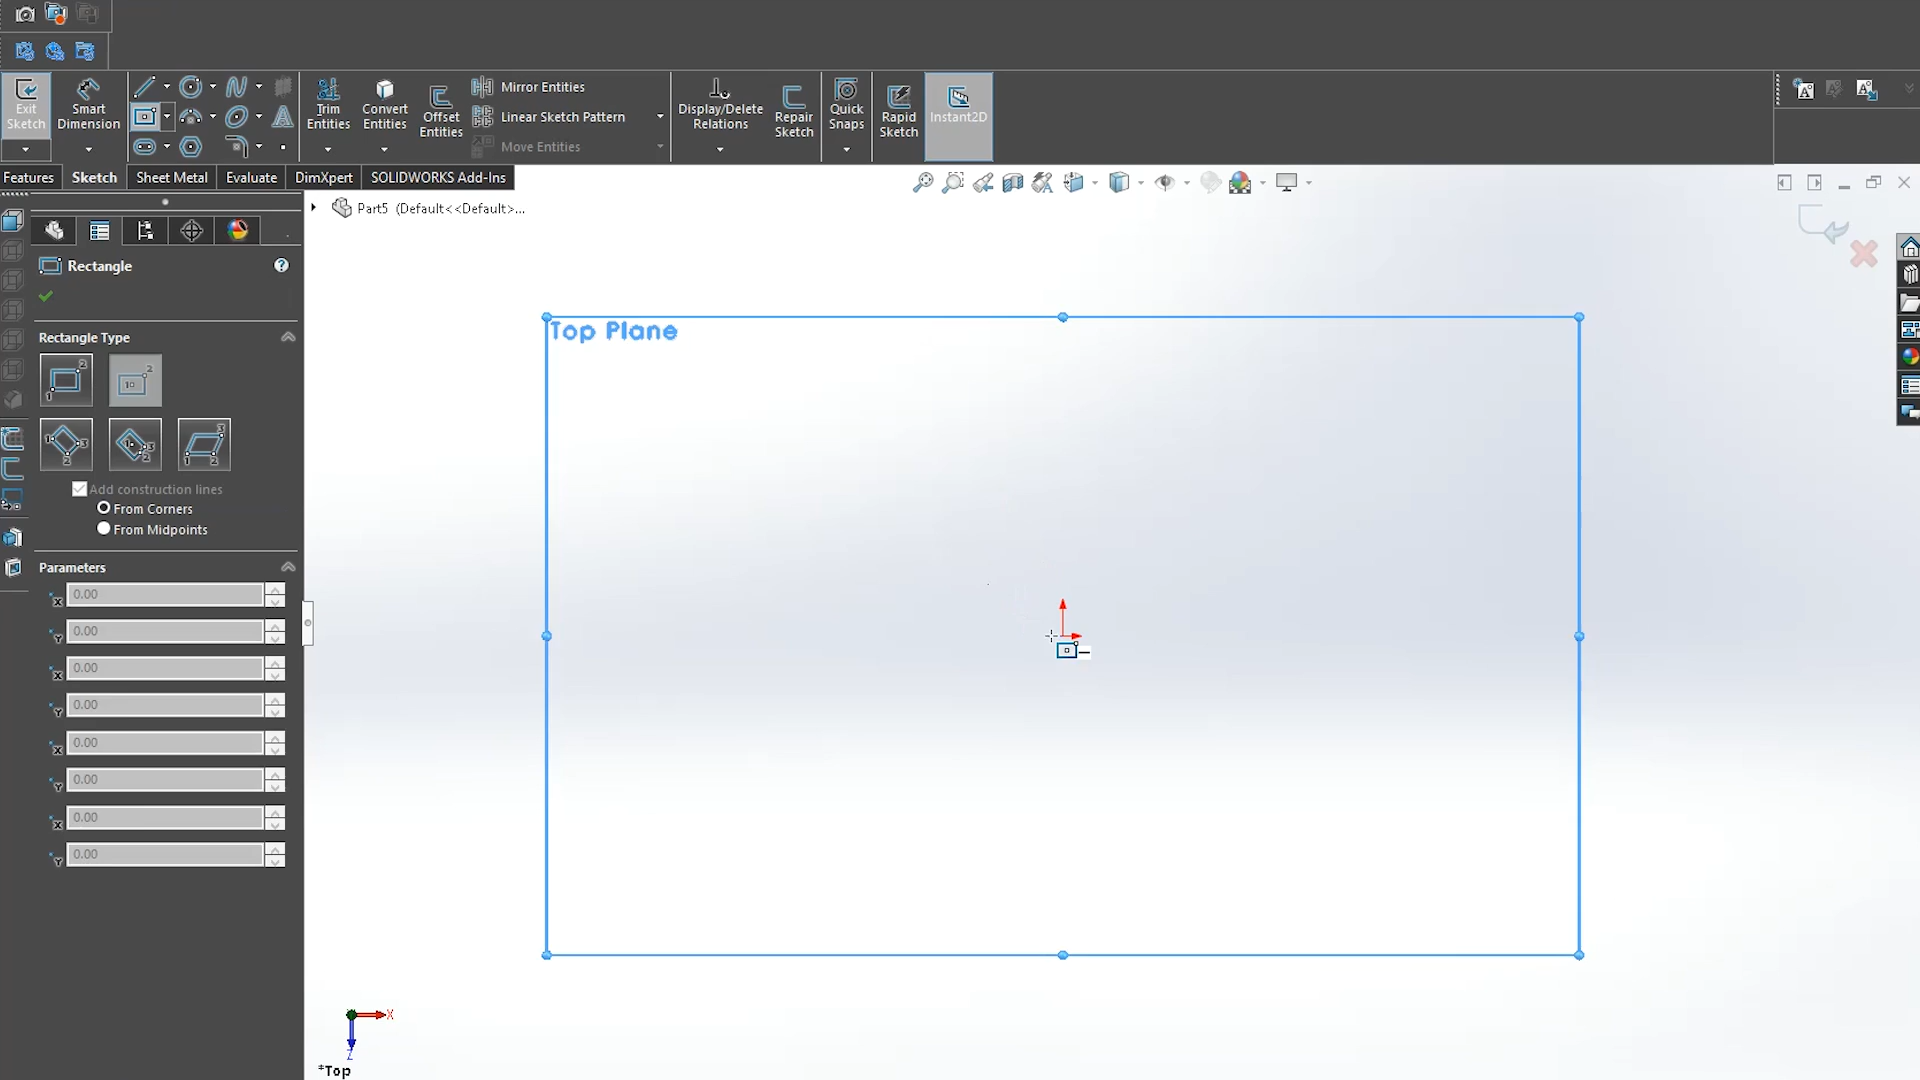 Exit Sketch
Smart Dimension
Trim Entities
Convert Entities
Offset Entities
Mirror Entities
Linear Sketch Pattern
Move Entities
Display/Delete Relations
Repair Sketch
Quick Snaps
Rapid Sketch
Instant2D
Features
Sketch
Sheet Metal
Evaluate
DimXpert
SOLIDWORKS Add-Ins
Part5 (Default<<Default>...
Rectangle
Rectangle Type
Add construction lines
From Corners
From Midpoints
Parameters
0.00
0.00
0.00
0.00
0.00
0.00
0.00
0.00
Top Plane
X
Z
*Top